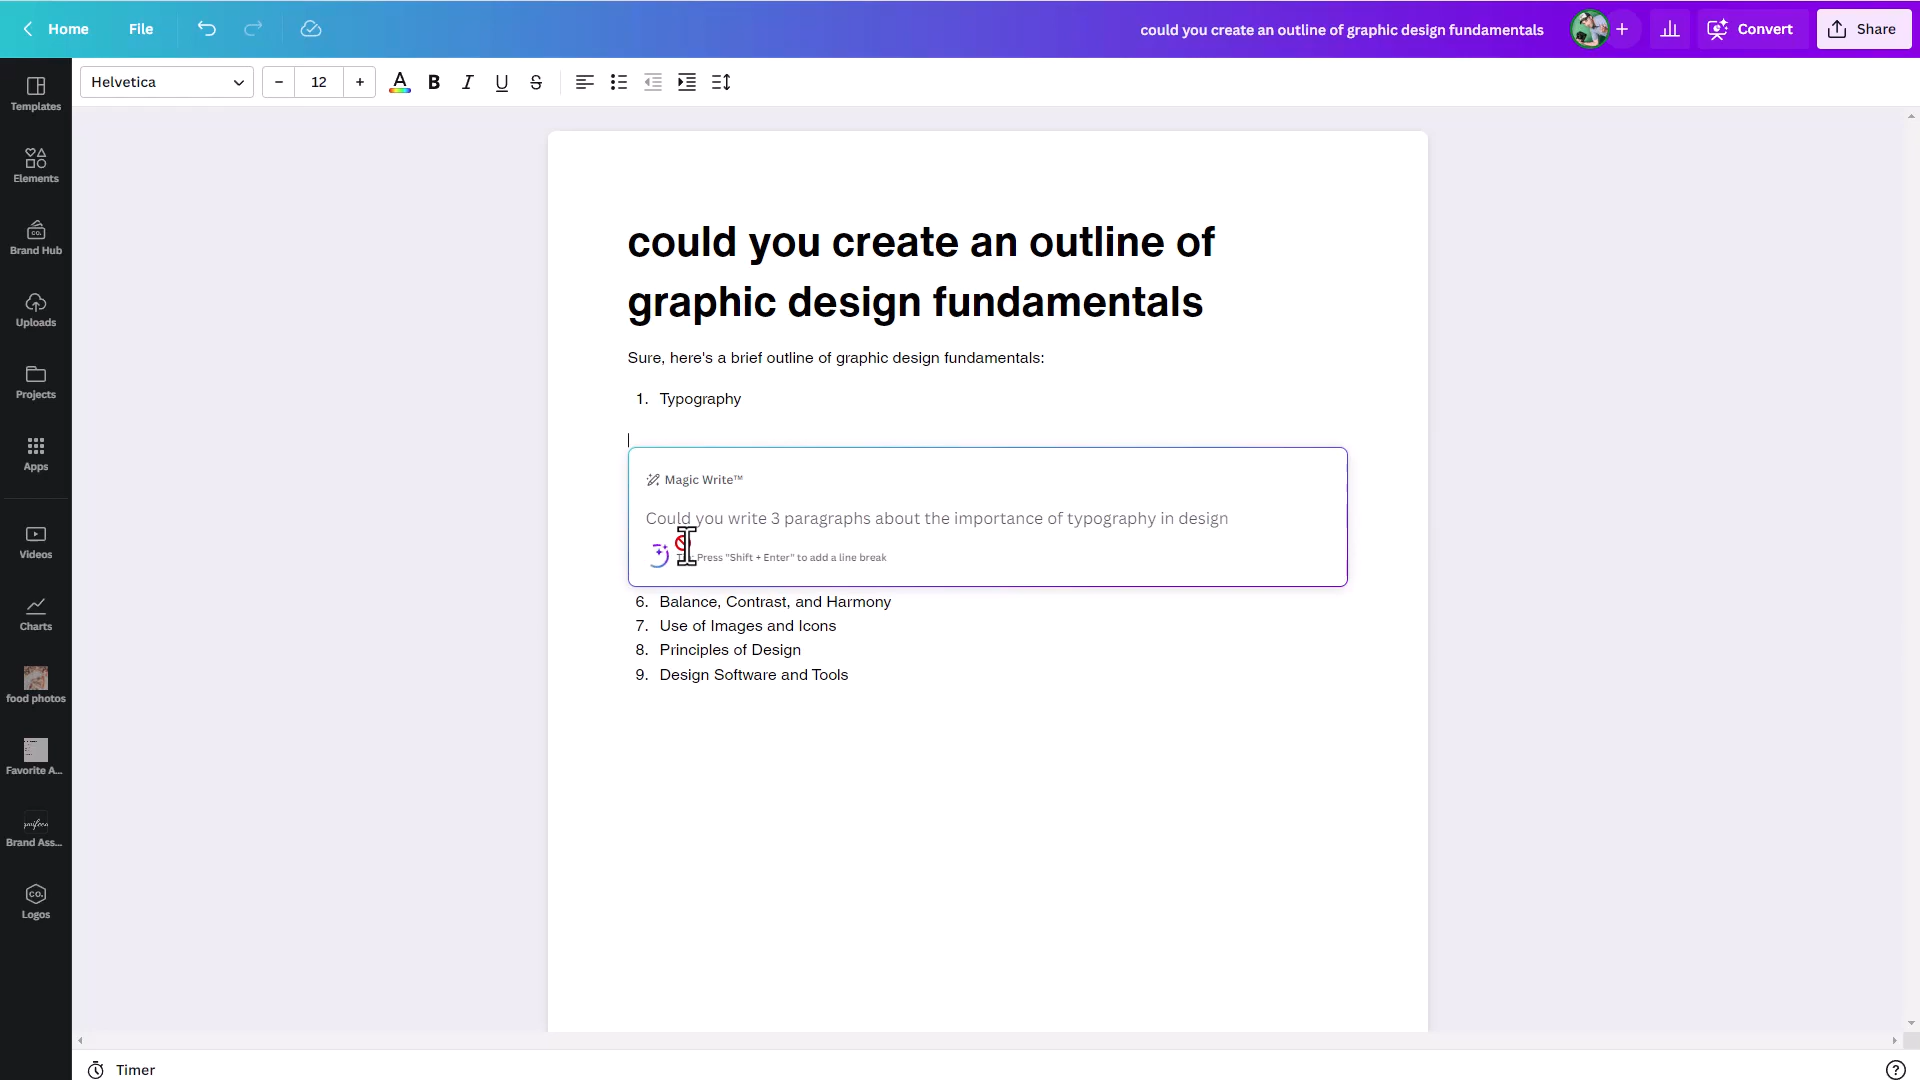 Home
File
could you create an outline of graphic design fundamentals
Convert
Share
Helvetica
12
A
B
I
U
S
Templates
Elements
CO.
Brand Hub
Uploads
Projects
Apps
Videos
Charts
food photos
Favorite A...
Brand Ass...
CO.
Logos
could you create an outline of
graphic design fundamentals
Sure, here's a brief outline of graphic design fundamentals:
1. Typography
Magic Write™
Could you write 3 paragraphs about the importance of typography in design
Press "Shift + Enter" to add a line break
6. Balance, Contrast, and Harmony
7. Use of Images and Icons
8. Principles of Design
9. Design Software and Tools
Timer